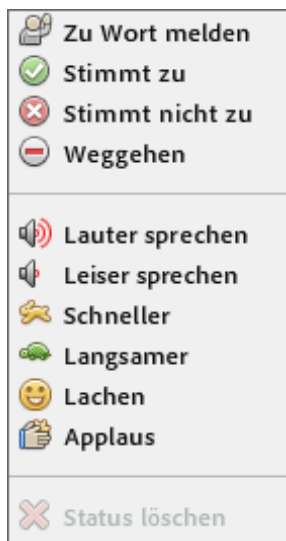 Zu Wort melden
Stimmt zu
Stimmt nicht zu
Weggehen
Lauter sprechen
Leiser sprechen
Schneller
Langsamer
Lachen
Applaus
Status löschen